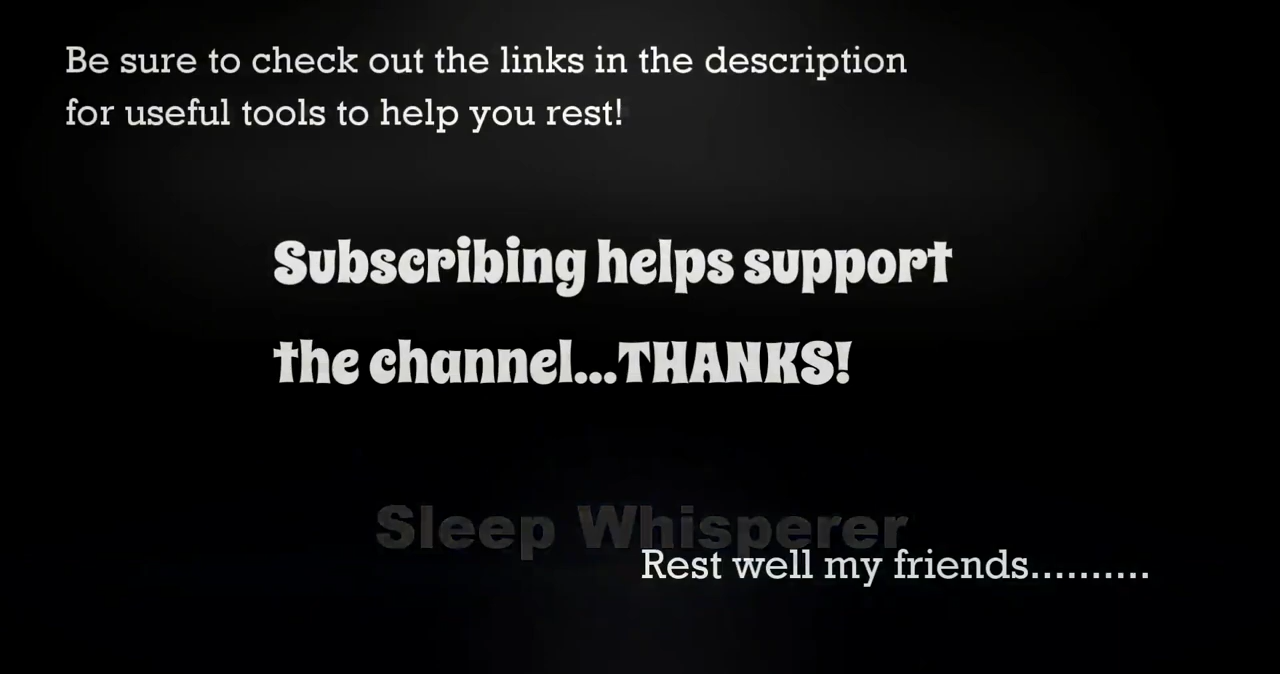 Be sure to check out the links in the description
for useful tools to help you rest!
Subscribing helps support
the channel...THANKS!
Sleep Whisperer
Rest well my friends..........